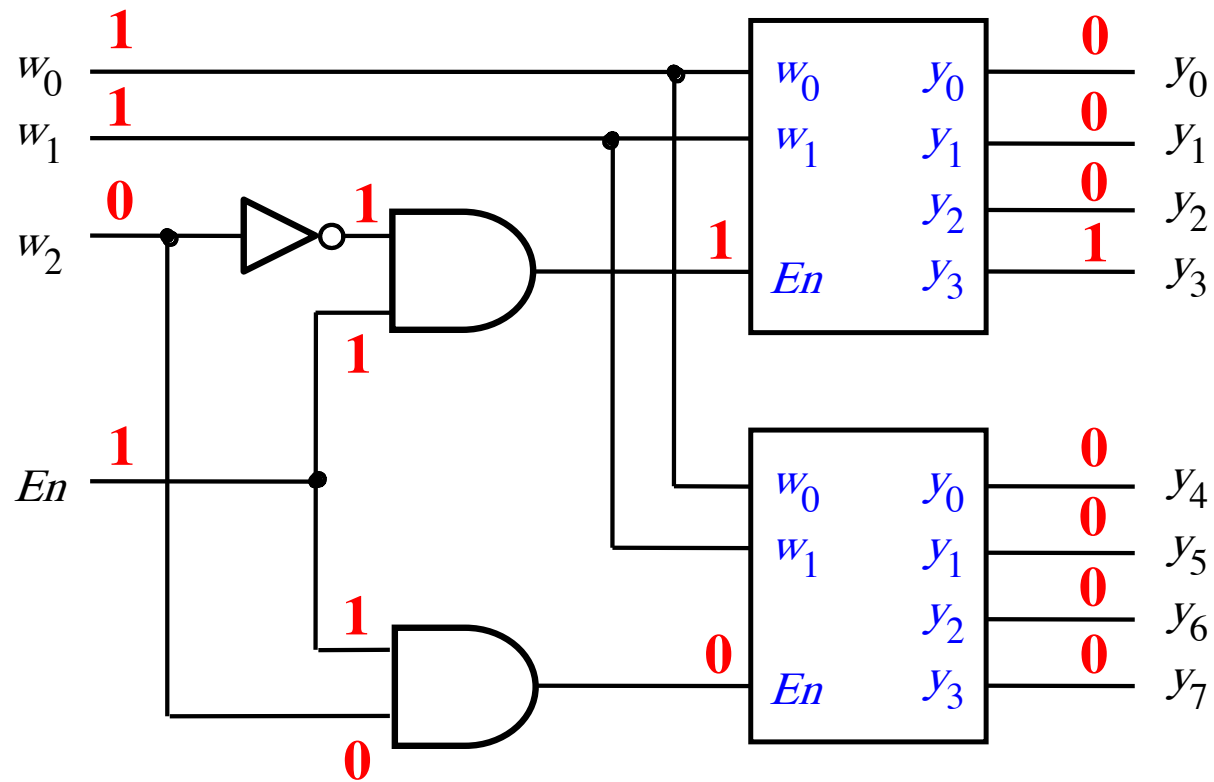 1 0
w0 w0 y0 y0
1 0
w1 w1 y1 y1
0 1 0
w2 y2 y2
1 1
En y3 y3
1
1 0
En w0 y0 y4
0
w1 y1 y5
1 0
y2 y6
0 0
En y3 y7
0